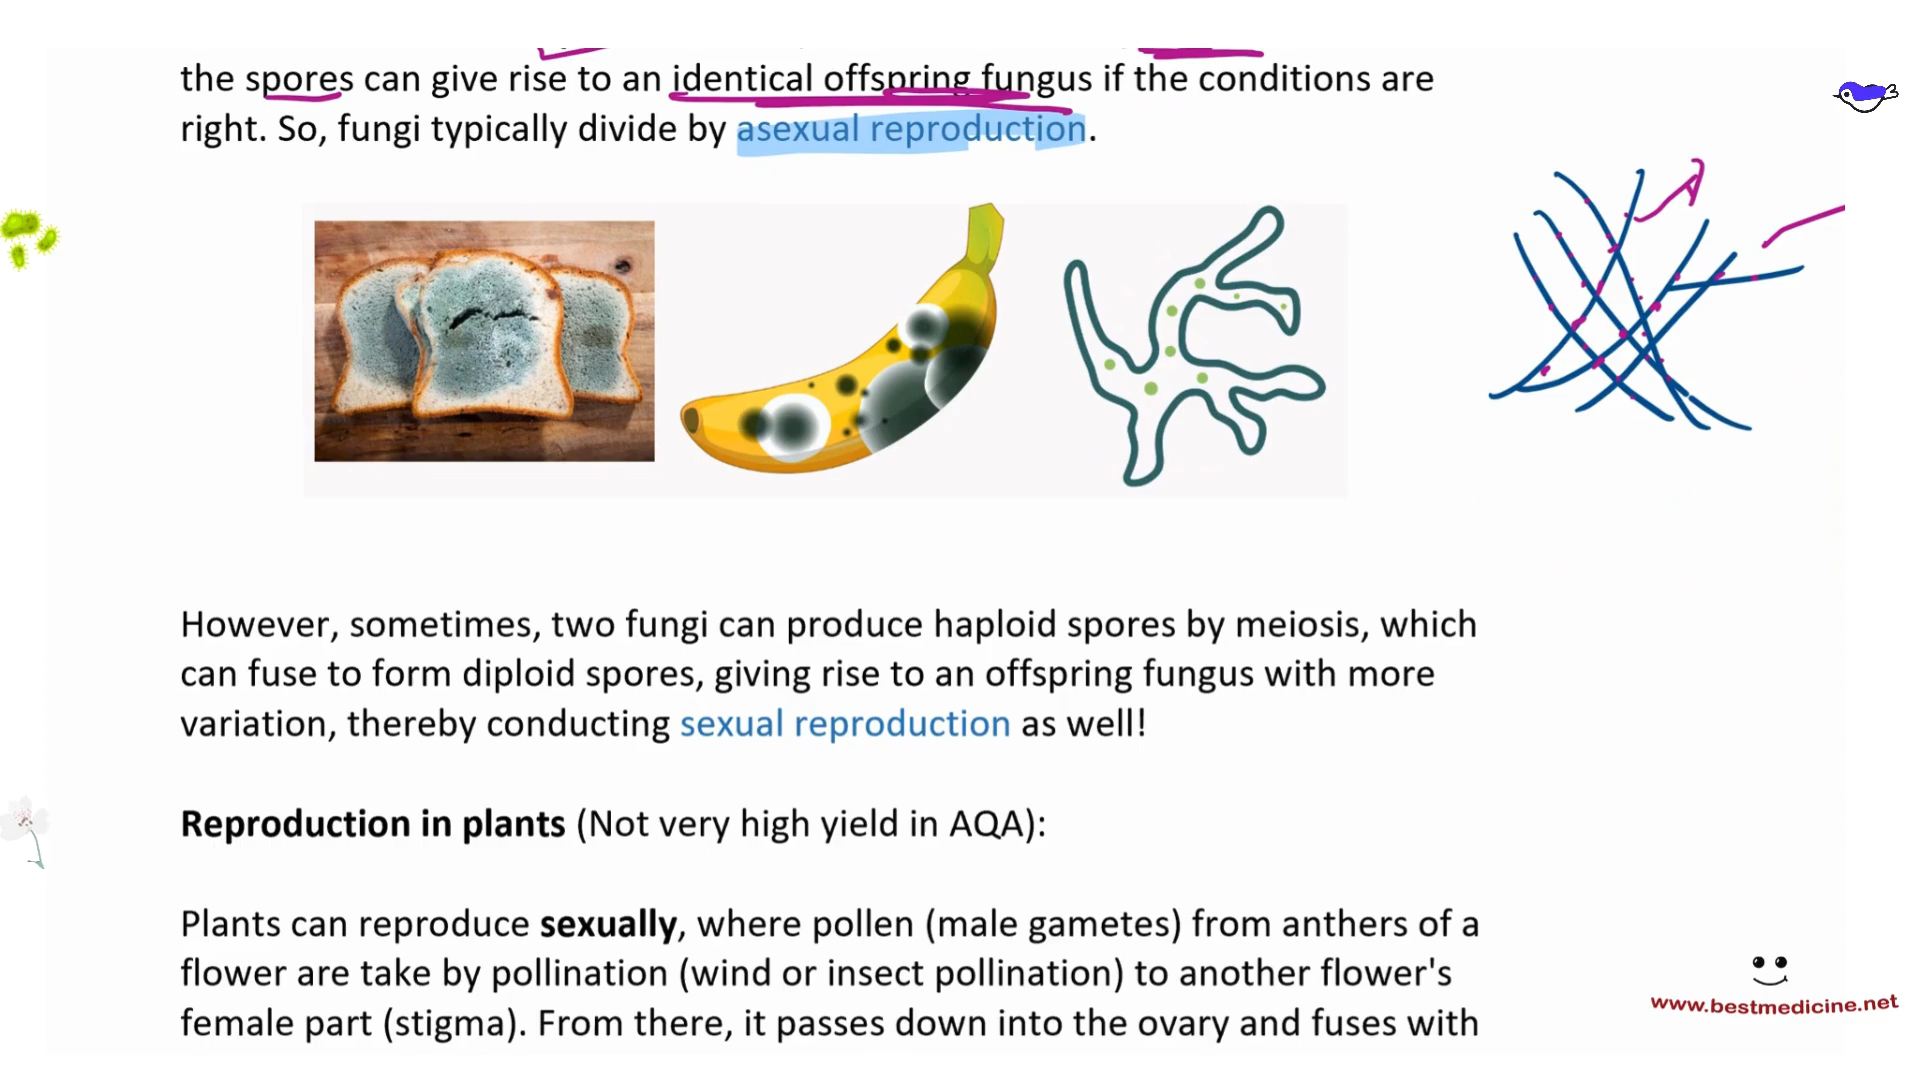 the spores can give rise to an identical offspring fungus if the conditions are
right. So, fungi typically divide by asexual reproduction.
However, sometimes, two fungi can produce haploid spores by meiosis, which
can fuse to form diploid spores, giving rise to an offspring fungus with more
variation, thereby conducting sexual reproduction as well!
Reproduction in plants (Not very high yield in AQA):
Plants can reproduce sexually, where pollen (male gametes) from anthers of a
flower are take by pollination (wind or insect pollination) to another flower's
female part (stigma). From there, it passes down into the ovary and fuses with
www.bestmedicine.net